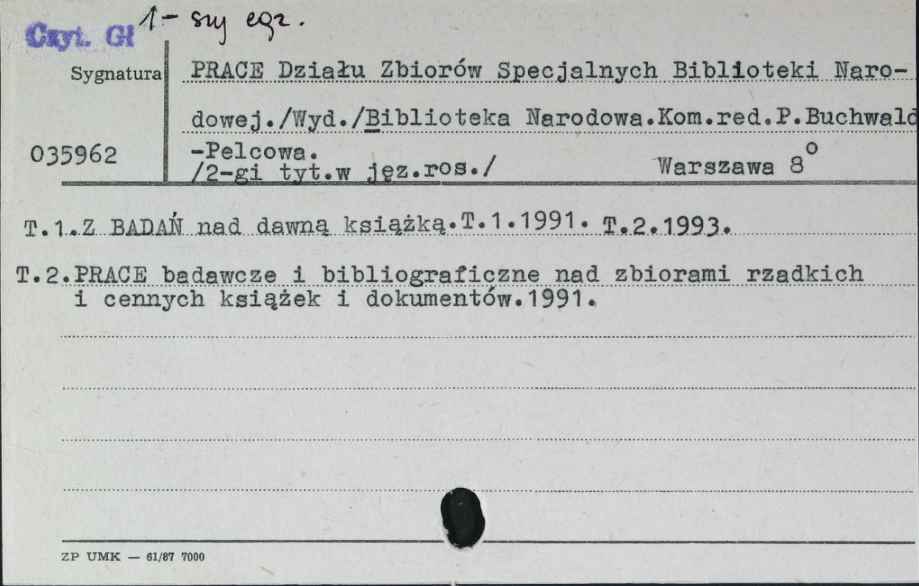 Czyt. Gł 1-szy egz.
Sygnatura PRACE Działu Zbiorów Specjalnych Biblioteki Naro-
dowej./Wyd./Biblioteka Narodowa.Kom.red.P.Buchwald
035962 -Pelcowa.
/2-gi tyt.w jęz.ros./ Warszawa 8°
T.1.Z BADAŃ nad dawną książką.T.1.1991. T.2.1993.
T.2.PRACE badawcze i bibliograficzne nad zbiorami rzadkich
i cennych książek i dokumentów.1991.
ZP UMK — 61/87 7000